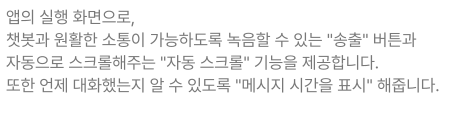 앱의 실행 화면으로,
챗봇과 원활한 소통이 가능하도록 녹음할 수 있는 "송출" 버튼과
자동으로 스크롤해주는 "자동 스크롤" 기능을 제공합니다.
또한 언제 대화했는지 알 수 있도록 "메시지 시간을 표시" 해줍니다.